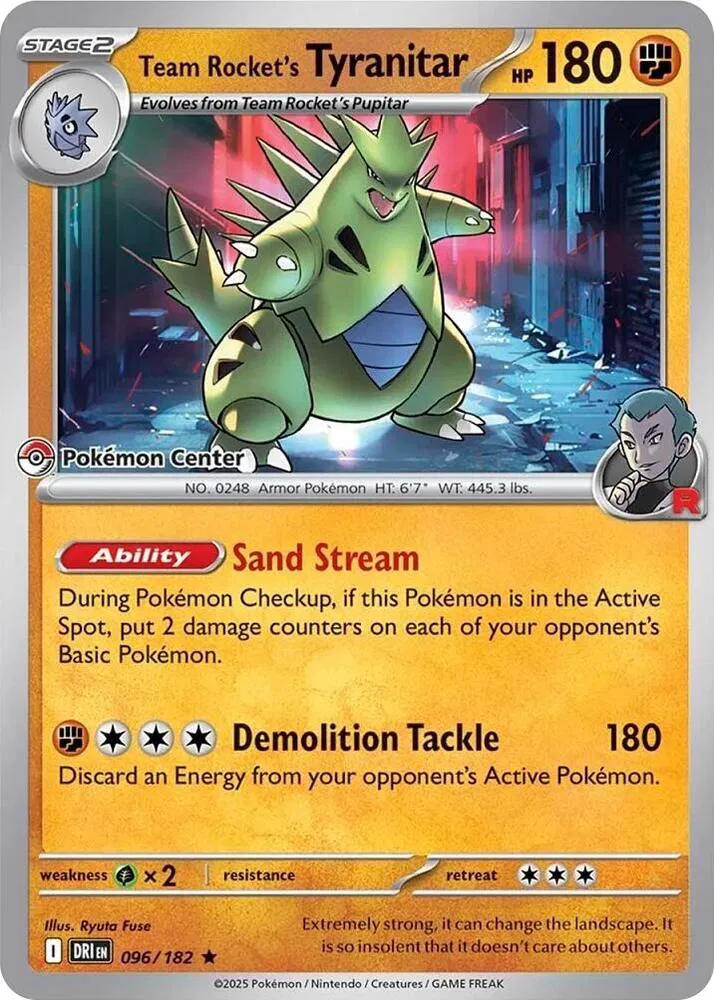 STAGE2
Team Rocket's Tyranitar HP 180
Evolves from Team Rocket's Pupitar
Pokémon Center
NO. 0248 Armor Pokémon HT: 6'7" WT: 445.3 lbs.
R
Ability Sand Stream
During Pokémon Checkup, if this Pokémon is in the Active
Spot, put 2 damage counters on each of your opponent's
Basic Pokémon.
Demolition Tackle 180
Discard an Energy from your opponent's Active Pokémon.
weakness ×2 resistance retreat
Illus. Ryuta Fuse
Extremely strong, it can change the landscape. It
is so insolent that it doesn't care about others.
I DRI EN 096/182 ★
©2025 Pokémon / Nintendo / Creatures / GAME FREAK